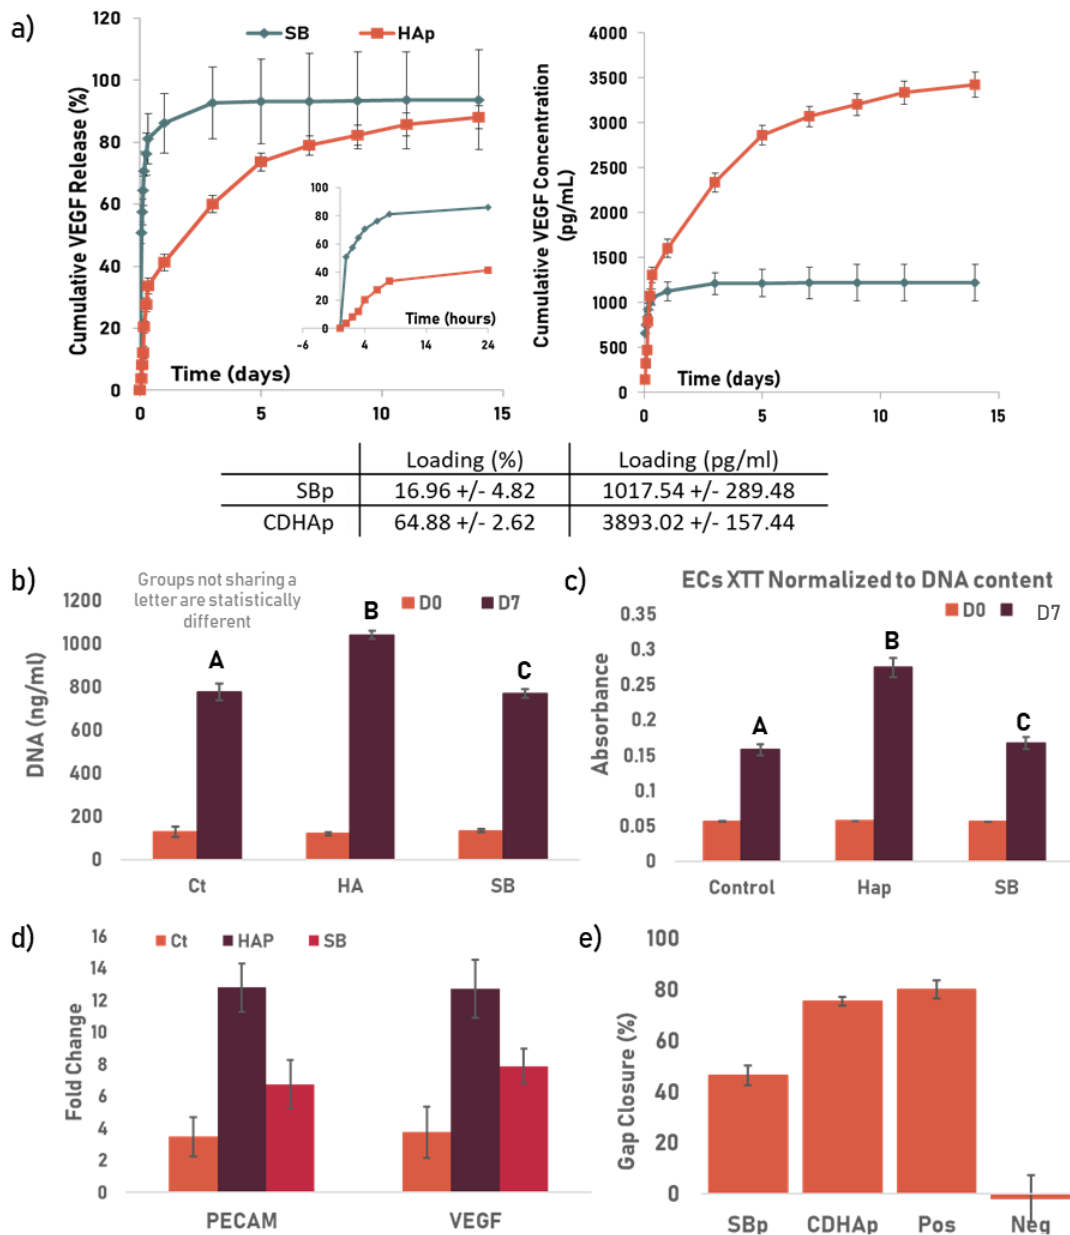 a)
SB HAp
Cumulative VEGF Release (%)
120
100
80
60
40
20
0
0 5 10 15
Time (days)
100
80
60
40
20
0
-6 4 14 24
Time (hours)
Cumulative VEGF Concentration
(pg/mL)
4000
3500
3000
2500
2000
1500
1000
500
0
0 5 10 15
Time (days)
Loading (%) Loading (pg/ml)
SBp 16.96 +/- 4.82 1017.54 +/- 289.48
CDHAp 64.88 +/- 2.62 3893.02 +/- 157.44
b)
Groups not sharing a
letter are statistically
different
D0 D7
DNA (ng/ml)
1200
1000
800
600
400
200
0
A B C
Ct HA SB
c)
ECs XTT Normalized to DNA content
D0 D7
Absorbance
0.35
0.3
0.25
0.2
0.15
0.1
0.05
0
A B C
Control Hap SB
d)
Ct HAP SB
Fold Change
16
14
12
10
8
6
4
2
0
PECAM VEGF
e)
Gap Closure (%)
100
80
60
40
20
0
SBp CDHAp Pos Neg